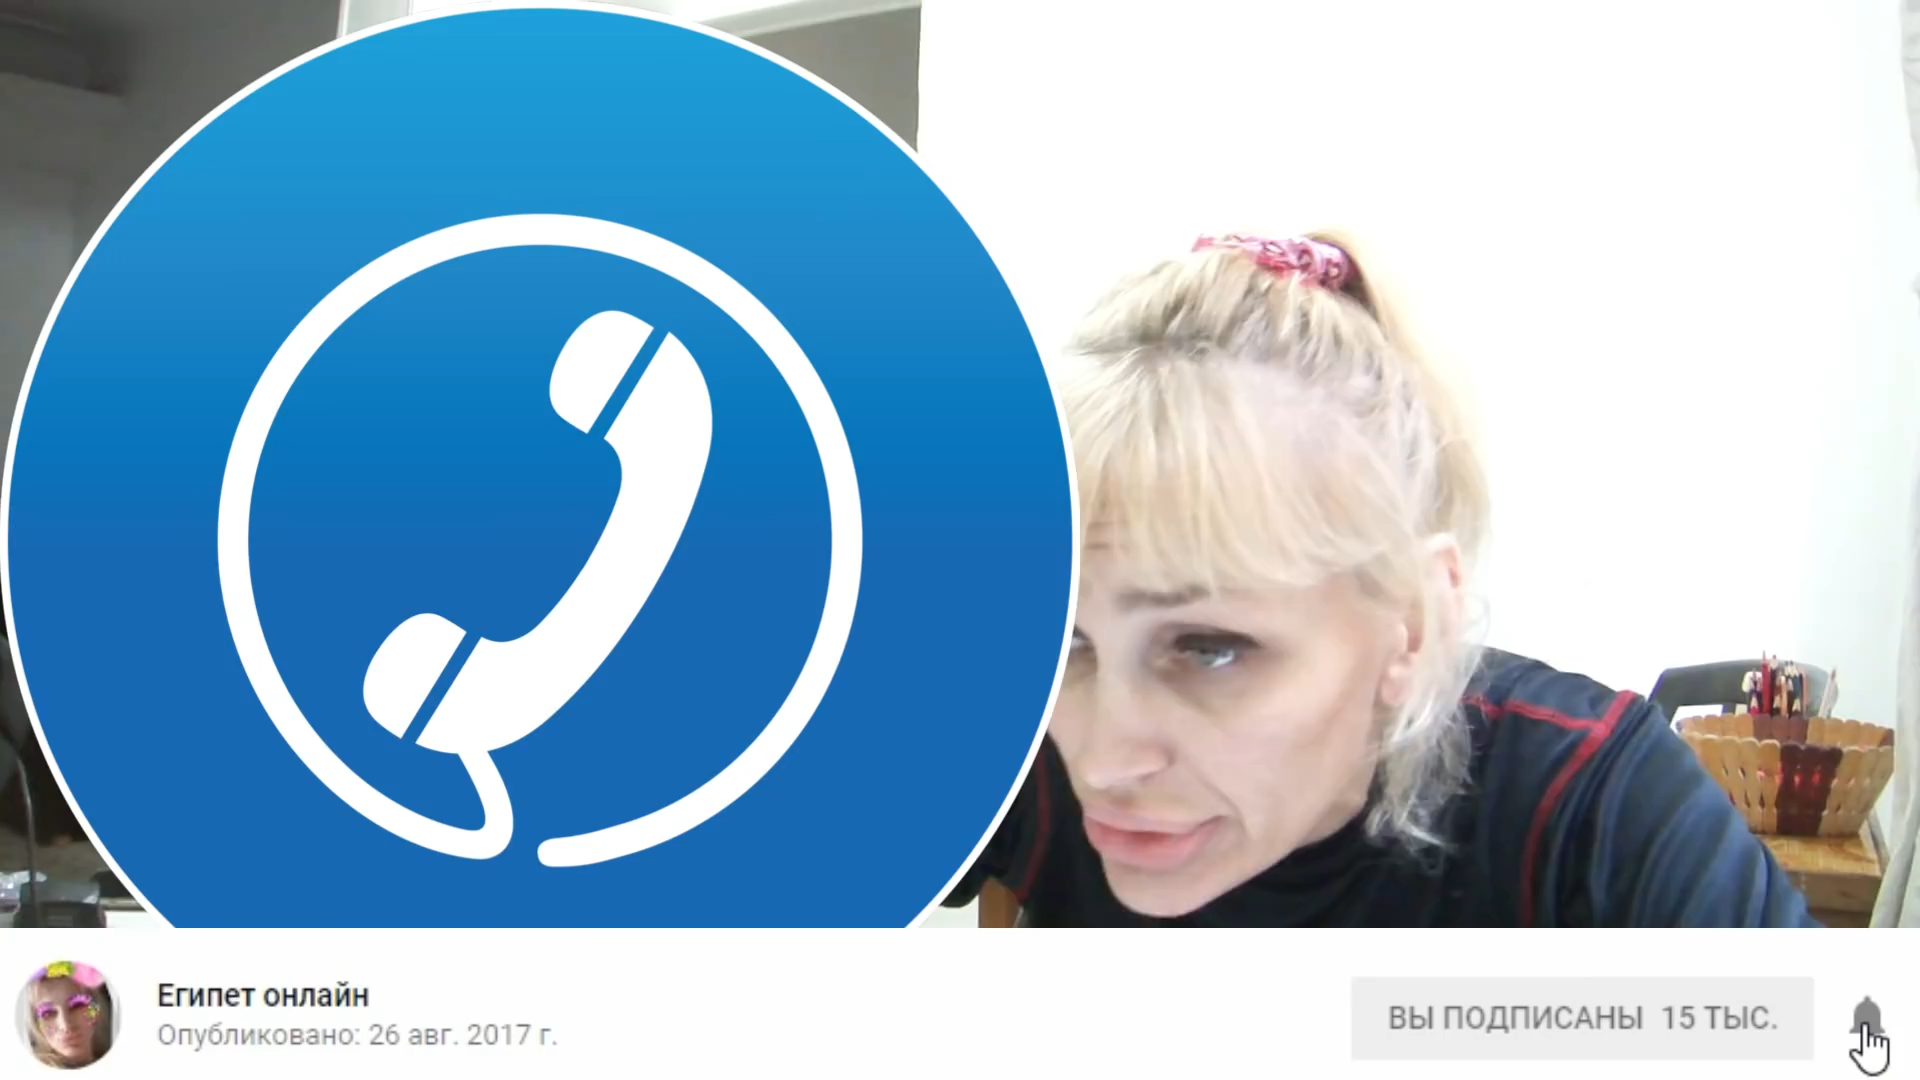 Египет онлайн
Опубликовано: 26 авг. 2017 г.
ВЫ ПОДПИСАНЫ 15 ТЫС.